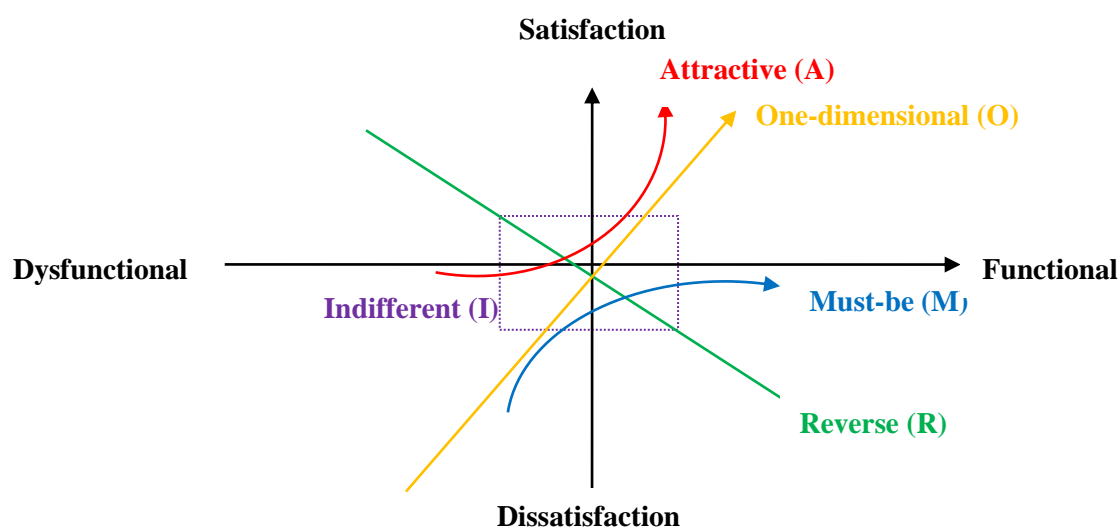 Satisfaction
Attractive (A)
One-dimensional (O)
Dysfunctional
Functional
Indifferent (I)
Must-be (M)
Reverse (R)
Dissatisfaction